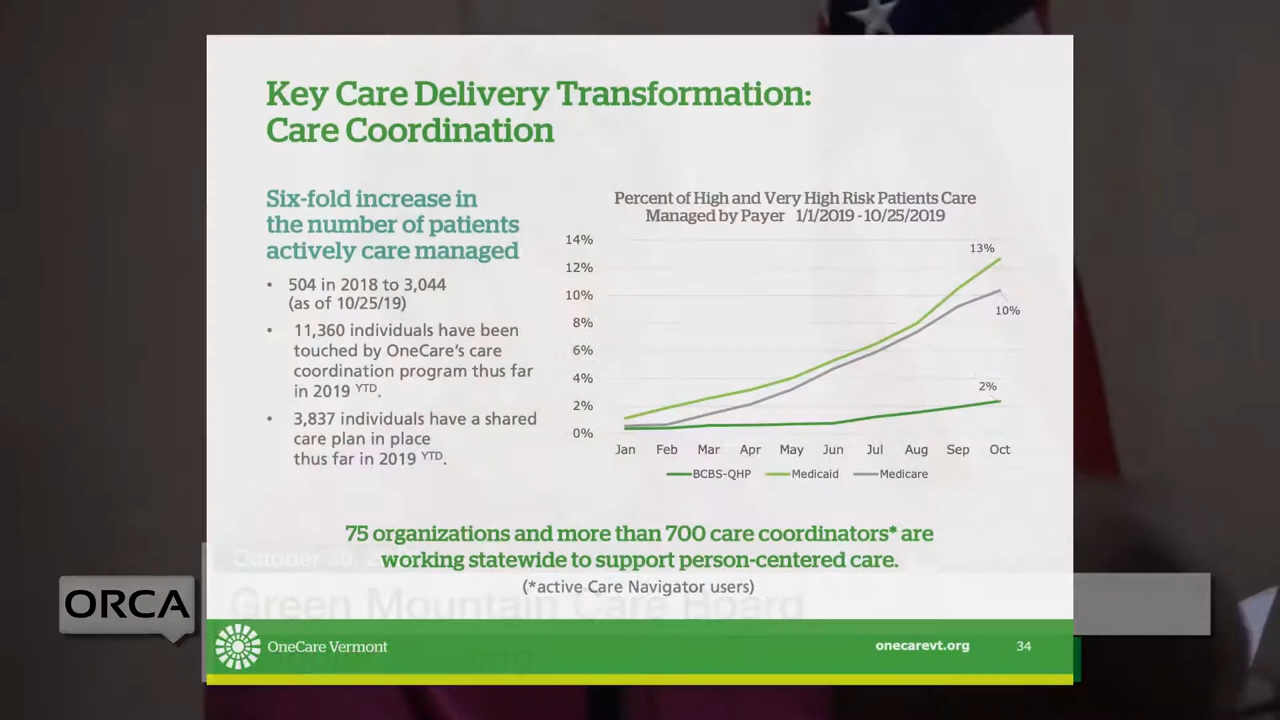 Key Care Delivery Transformation:
Care Coordination
Six-fold increase in
the number of patients
actively care managed
• 504 in 2018 to 3,044
(as of 10/25/19)
• 11,360 individuals have been
touched by OneCare's care
coordination program thus far
in 2019 YTD.
• 3,837 individuals have a shared
care plan in place
thus far in 2019 YTD.
Percent of High and Very High Risk Patients Care
Managed by Payer 1/1/2019 - 10/25/2019
14%
12%
10%
8%
6%
4%
2%
0%
13%
10%
2%
Jan Feb Mar Apr May Jun Jul Aug Sep Oct
BCBS-QHP Medicaid Medicare
75 organizations and more than 700 care coordinators* are
working statewide to support person-centered care.
(*active Care Navigator users)
October 30,
Green Mountain Care Board
ORCA
OneCare Vermont
onecarevt.org
34